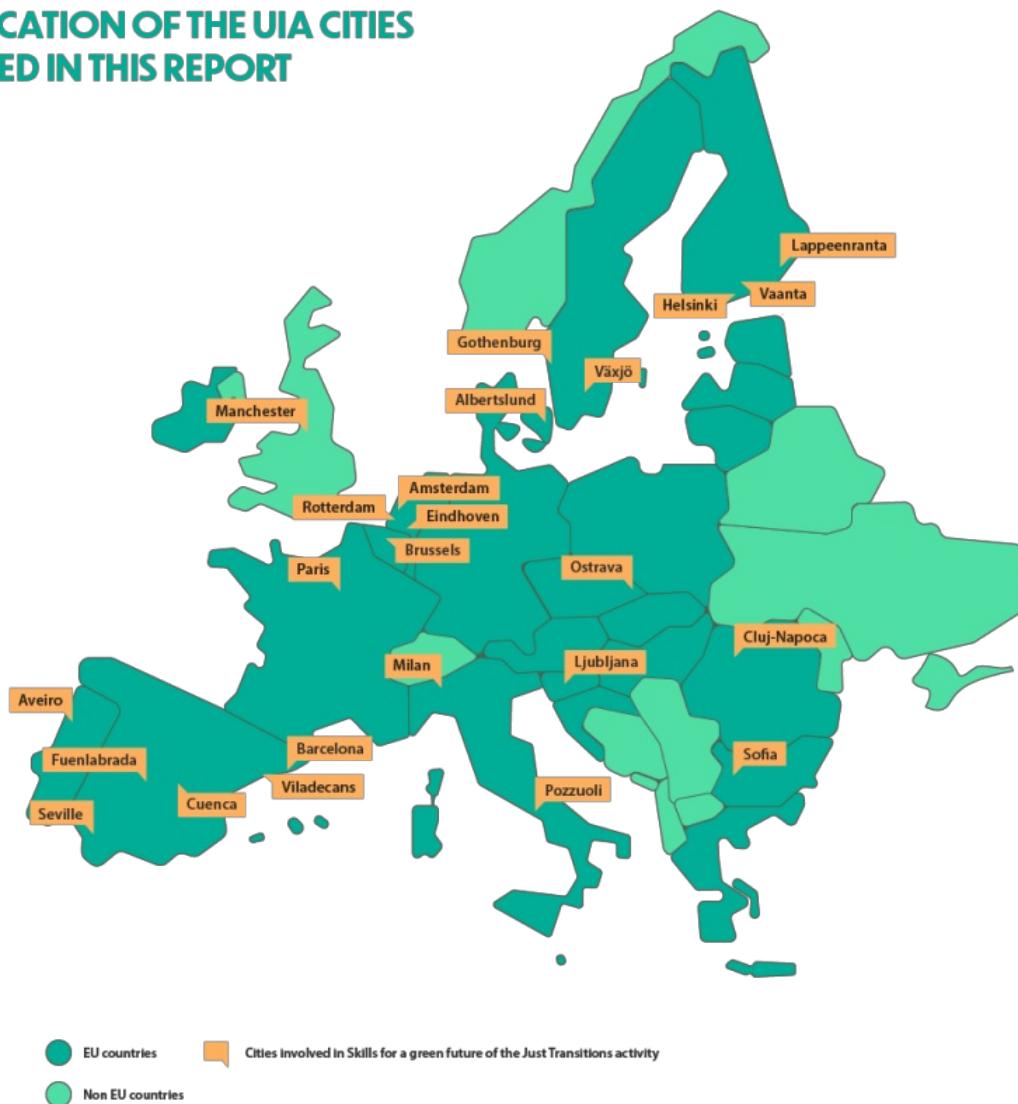 CATION OF THE UIA CITIES
ED IN THIS REPORT
Lappeenranta
Vaanta
Helsinki
Gothenburg
Växjö
Albertslund
Manchester
Amsterdam
Rotterdam
Eindhoven
Brussels
Paris
Ostrava
Cluj-Napoca
Milan
Ljubljana
Aveiro
Barcelona
Fuenlabrada
Sofia
Viladecans
Pozzuoli
Cuenca
Seville
EU countries
Cities involved in Skills for a green future of the Just Transitions activity
Non EU countries